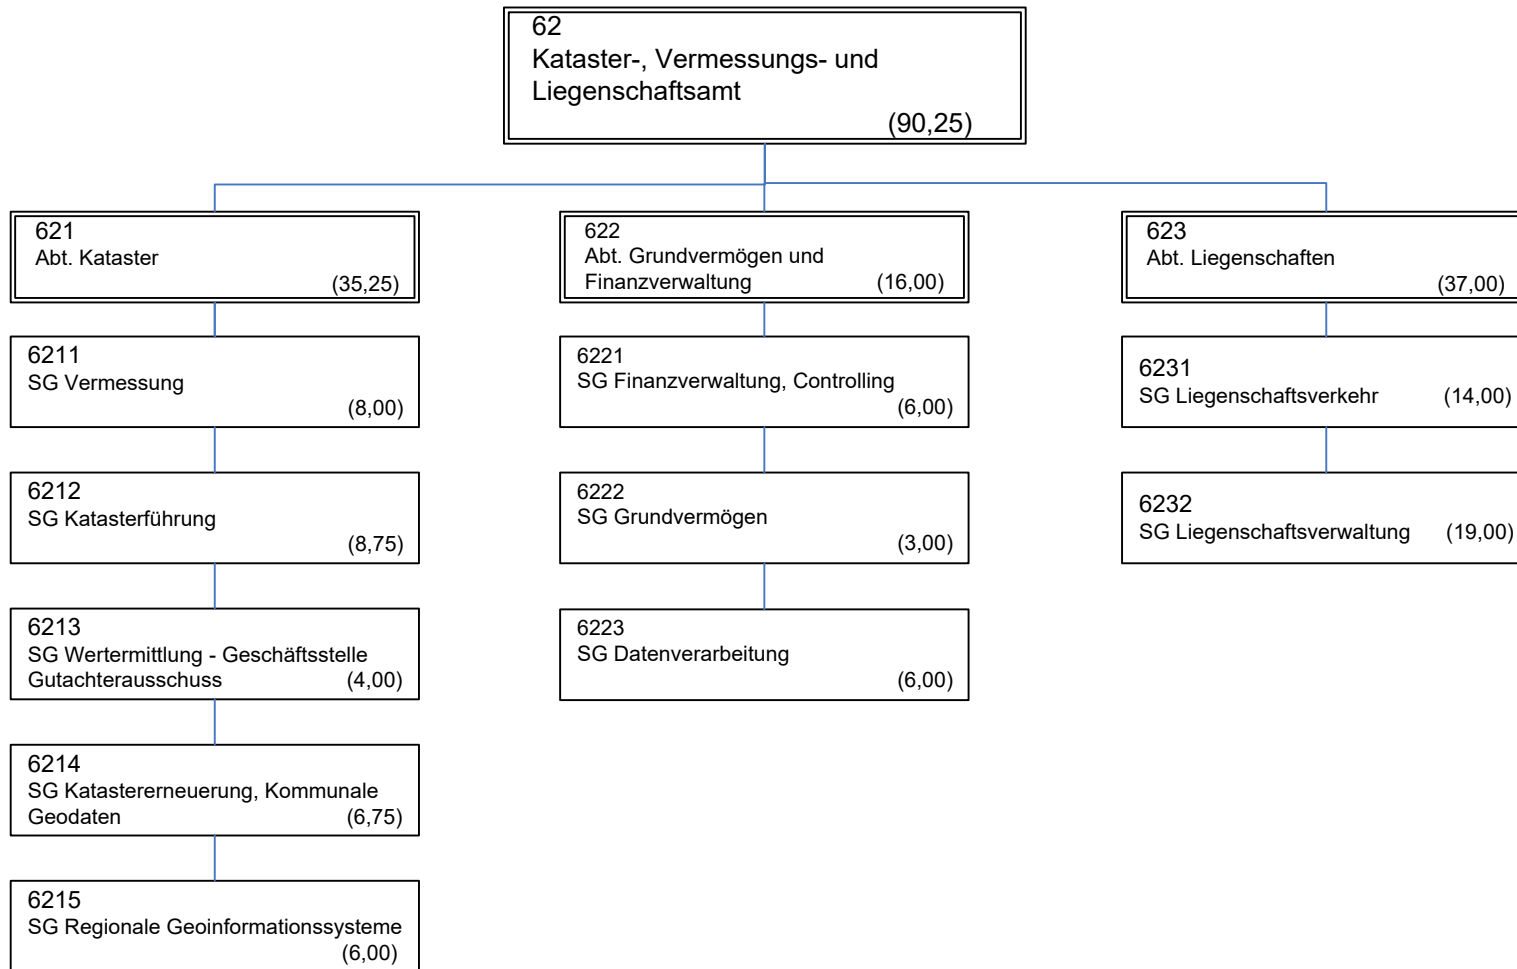 62
Kataster-, Vermessungs- und
Liegenschaftsamt
(90,25)
621
Abt. Kataster
(35,25)
6211
SG Vermessung
(8,00)
6212
SG Katasterführung
(8,75)
6213
SG Wertermittlung - Geschäftsstelle
Gutachterausschuss (4,00)
6214
SG Katastererneuerung, Kommunale
Geodaten (6,75)
6215
SG Regionale Geoinformationssysteme
(6,00)
622
Abt. Grundvermögen und
Finanzverwaltung (16,00)
6221
SG Finanzverwaltung, Controlling
(6,00)
6222
SG Grundvermögen
(3,00)
6223
SG Datenverarbeitung
(6,00)
623
Abt. Liegenschaften
(37,00)
6231
SG Liegenschaftsverkehr (14,00)
6232
SG Liegenschaftsverwaltung (19,00)